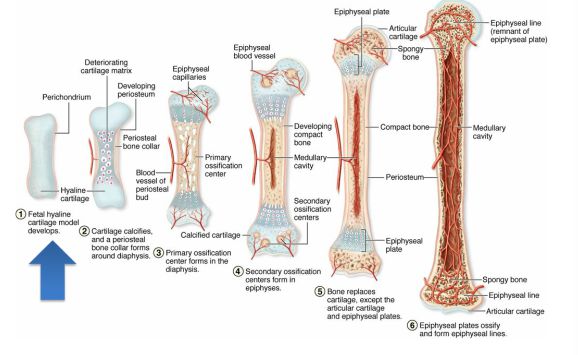 Perichondrium
Hyaline
cartilage
1 Fetal hyaline
cartilage model
develops.
Deteriorating
cartilage matrix
Developing
periosteum
Periosteal
bone collar
Blood
vessel of
periosteal
bud
2 Cartilage calcifies,
and a periosteal
bone collar forms
around diaphysis.
Epiphyseal
capillaries
Primary
ossification
center
3 Primary ossification
center forms in the
diaphysis.
Epiphyseal
blood vessel
Developing
compact
bone
Medullary
cavity
Secondary
ossification
centers
Calcified cartilage
4 Secondary ossification
centers form in
epiphyses.
Epiphyseal plate
Articular
cartilage
Spongy
bone
Compact bone
Periosteum
Epiphyseal
plate
5 Bone replaces
cartilage, except the
articular cartilage
and epiphyseal plates.
Epiphyseal line
(remnant of
epiphyseal plate)
Medullary
cavity
Spongy bone
Epiphyseal line
Articular cartilage
6 Epiphyseal plates ossify
and form epiphyseal lines.